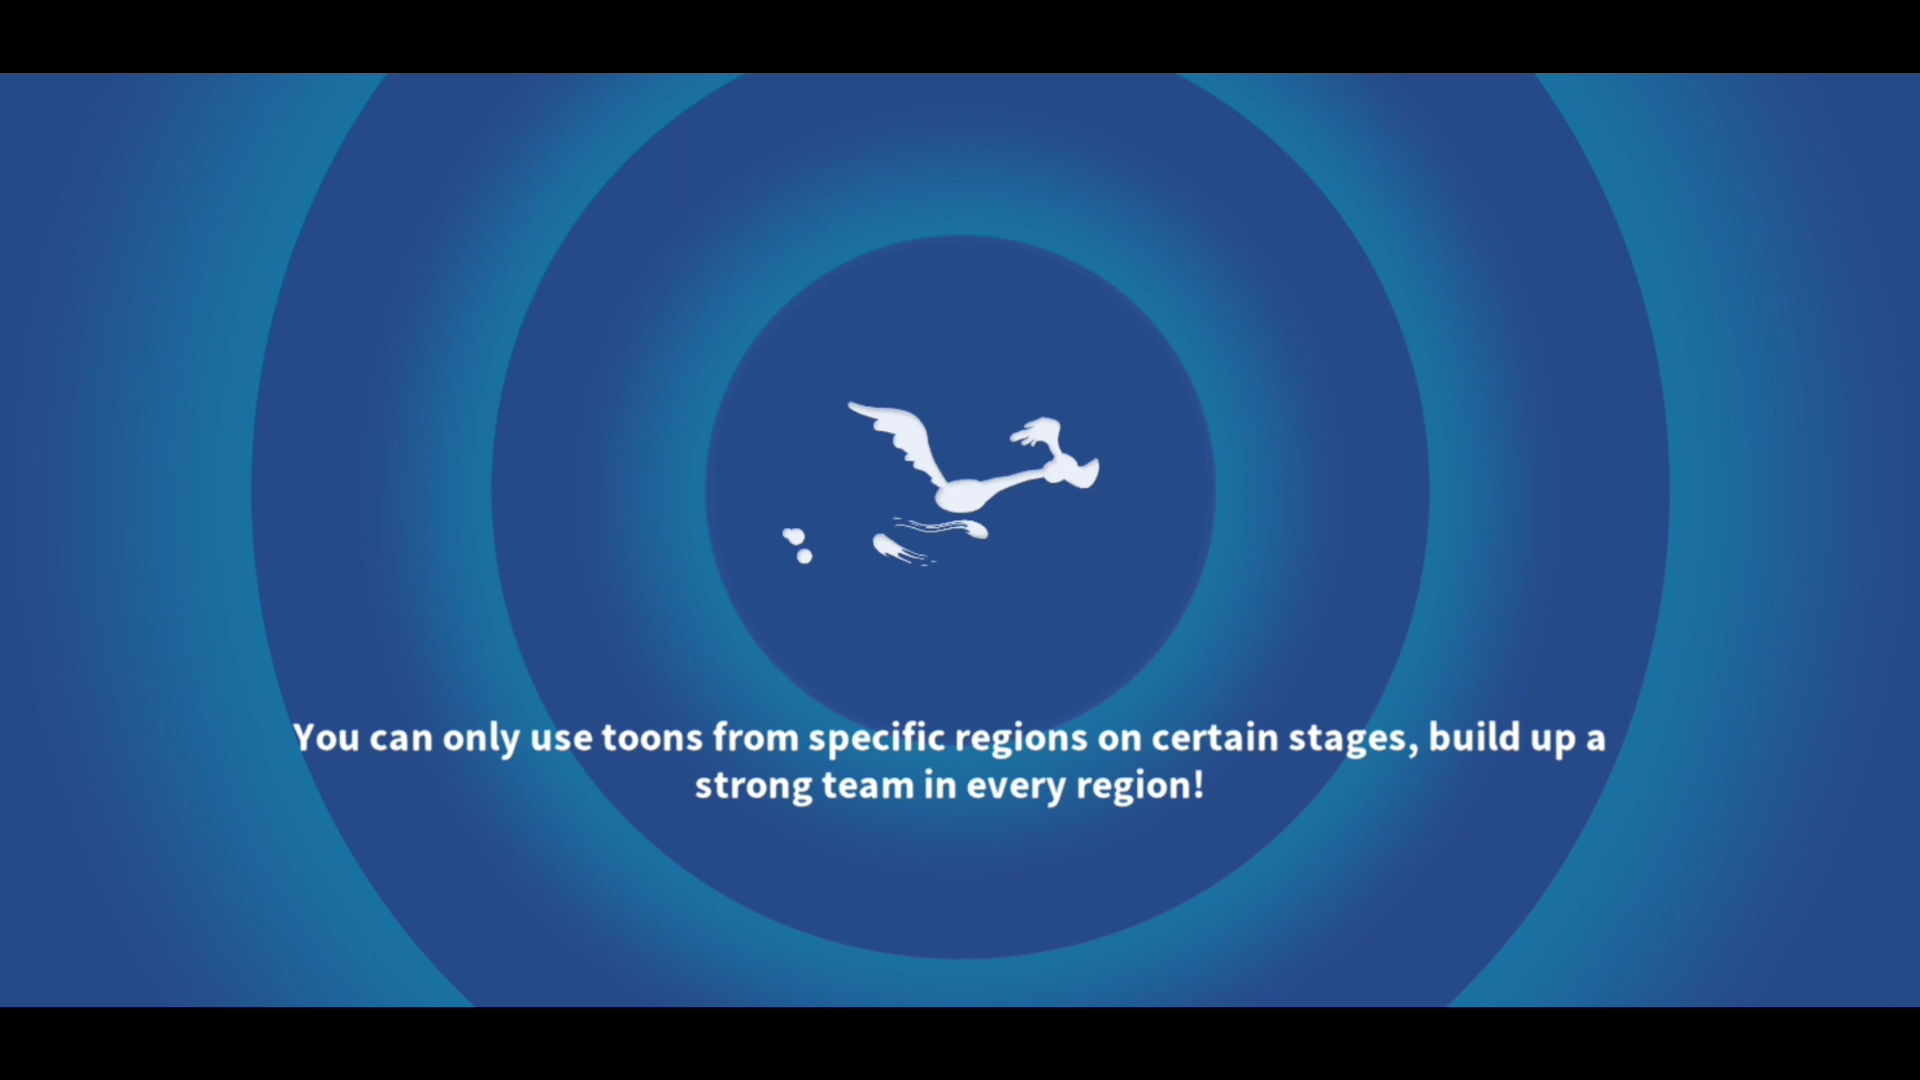 You can only use toons from specific regions on certain stages, build up a
strong team in every region!